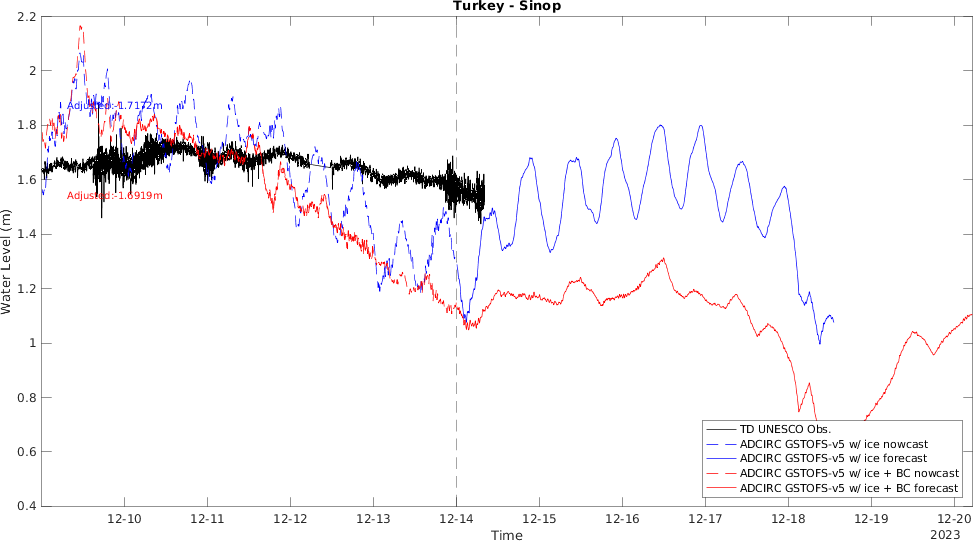 Turkey - Sinop
2.2
2
1.8
1.6
1.4
1.2
1
0.8
0.6
0.4
Water Level (m)
Adjusted:-1.7172m
Adjusted:-1.6919m
TD UNESCO Obs.
ADCIRC GSTOFS-v5 w/ ice nowcast
ADCIRC GSTOFS-v5 w/ ice forecast
ADCIRC GSTOFS-v5 w/ ice + BC nowcast
ADCIRC GSTOFS-v5 w/ ice + BC forecast
12-10 12-11 12-12 12-13 12-14 12-15 12-16 12-17 12-18 12-19 12-20
Time
2023